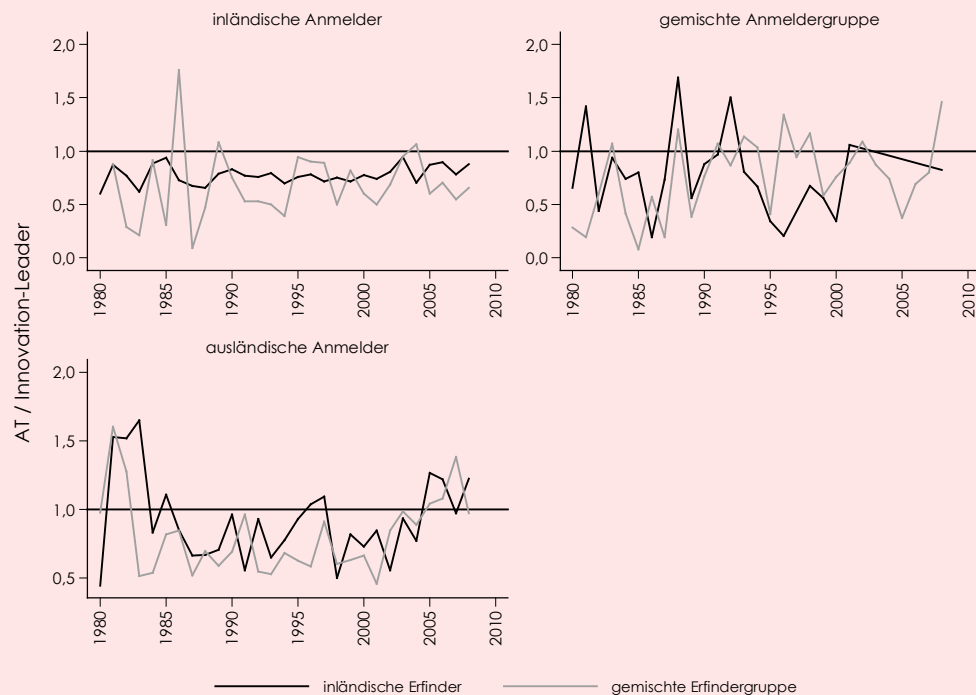 inländische Anmelder
2,0
1,5
1,0
0,5
0,0
1980 1985 1990 1995 2000 2005 2010
gemischte Anmeldergruppe
2,0
1,5
1,0
0,5
0,0
1980 1985 1990 1995 2000 2005 2010
AT / Innovation-Leader
ausländische Anmelder
2,0
1,5
1,0
0,5
1980 1985 1990 1995 2000 2005 2010
inländische Erfinder gemischte Erfindergruppe